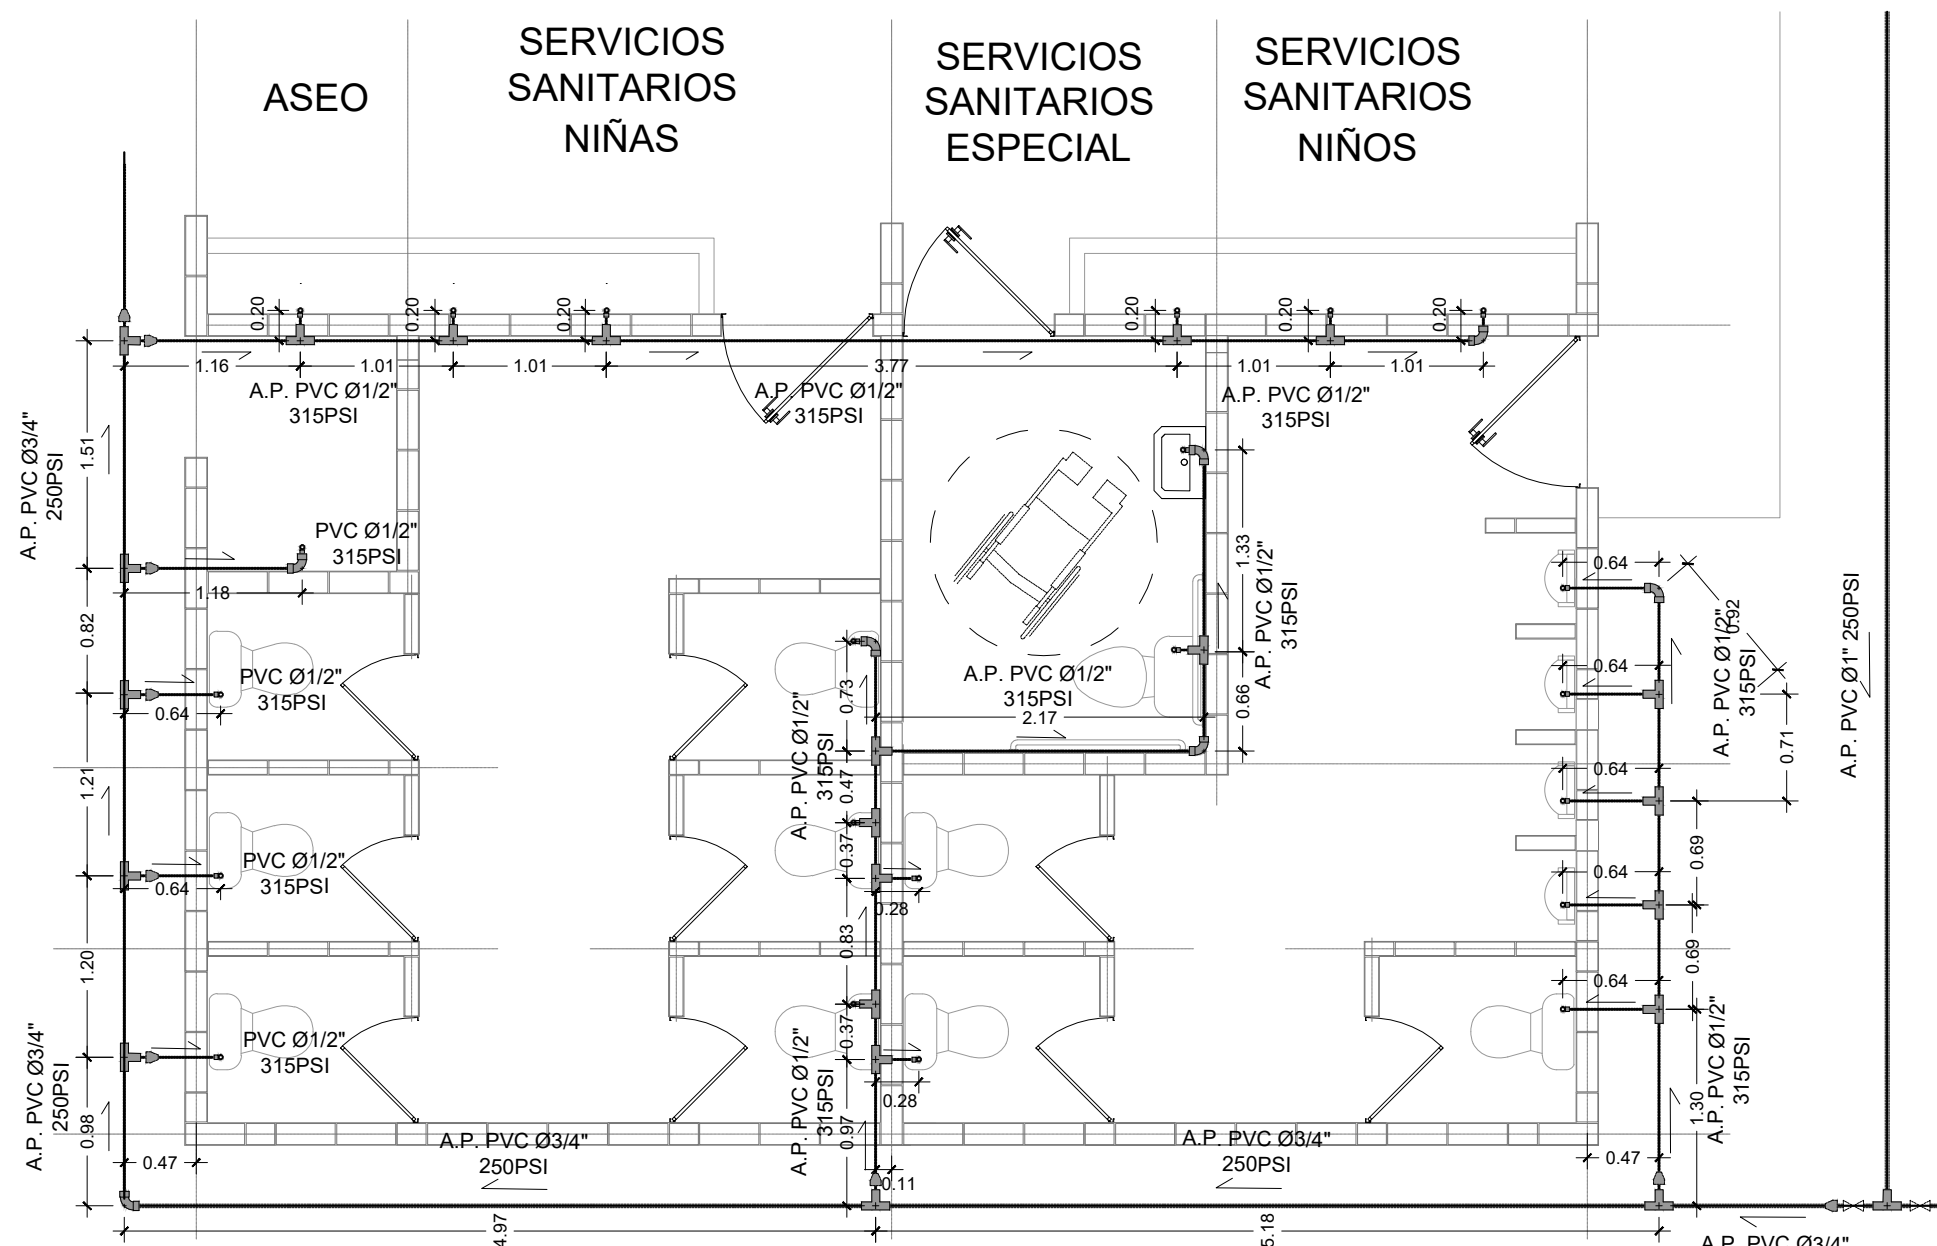 ASEO
SERVICIOS
SANITARIOS
NIÑAS
SERVICIOS
SANITARIOS
ESPECIAL
SERVICIOS
SANITARIOS
NIÑOS
0.20
0.20
0.20
0.20
0.20
0.20
1.16
1.01
1.01
3.77
1.01
1.01
A.P. PVC Ø1/2"
315PSI
A.P. PVC Ø1/2"
315PSI
A.P. PVC Ø1/2"
315PSI
A.P. PVC Ø3/4"
250PSI
1.51
PVC Ø1/2"
315PSI
1.18
0.82
PVC Ø1/2"
315PSI
0.64
1.21
PVC Ø1/2"
315PSI
0.64
1.20
PVC Ø1/2"
315PSI
A.P. PVC Ø3/4"
250PSI
0.98
0.47
A.P. PVC Ø3/4"
250PSI
4.97
A.P. PVC Ø1/2"
315PSI
0.73
0.47
0.37
0.83
0.28
0.37
0.28
A.P. PVC Ø1/2"
315PSI
0.97
0.11
A.P. PVC Ø1/2"
315PSI
2.17
1.33
A.P. PVC Ø1/2"
315PSI
0.66
0.64
0.64
0.64
0.64
0.64
0.92
A.P. PVC Ø1/2"
315PSI
0.71
0.69
0.69
1.30
A.P. PVC Ø1/2"
315PSI
0.47
A.P. PVC Ø3/4"
250PSI
5.18
A.P. PVC Ø1" 250PSI
A.P. PVC Ø3/4"